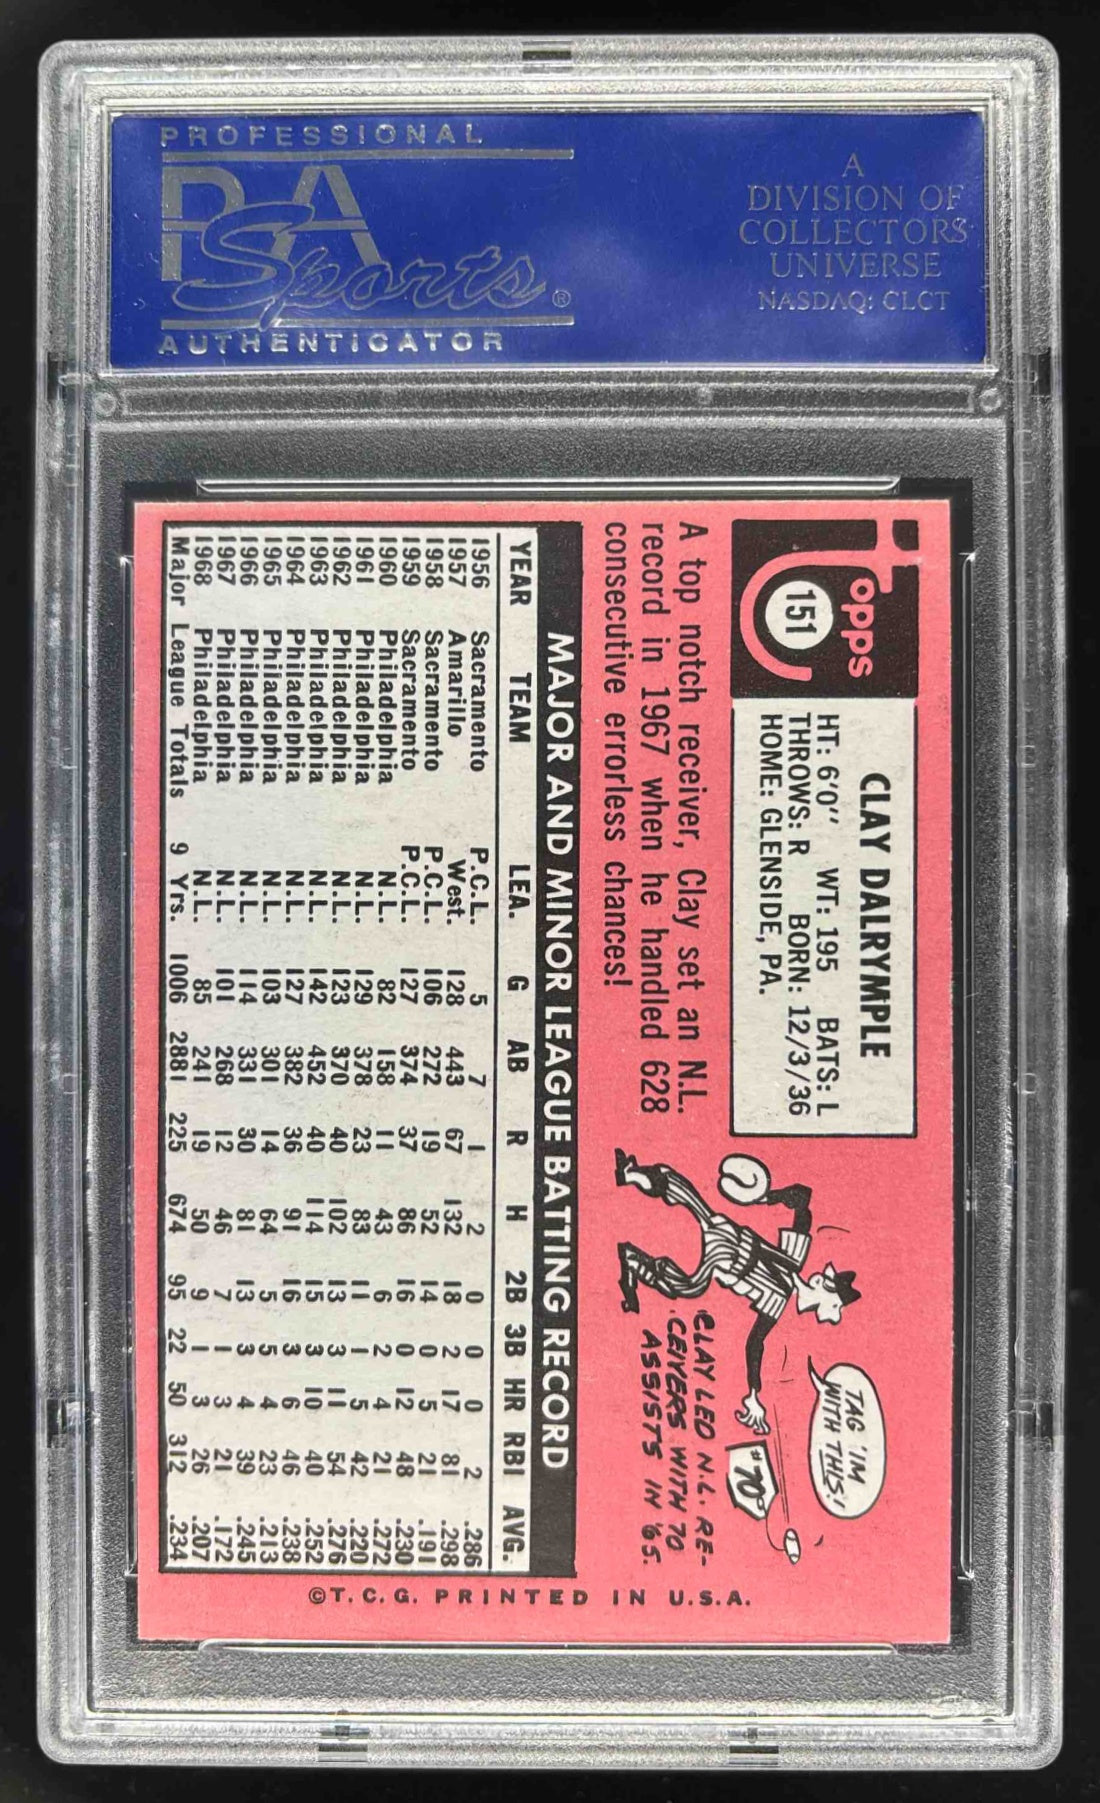 PROFESSIONAL
PSA
Sports®
AUTHENTICATOR
A
DIVISION OF
COLLECTORS
UNIVERSE
NASDAQ: CLCT
Topps
151
CLAY DALRYMPLE
HT: 6'0" WT: 195 BATS: L
THROWS: R BORN: 12/3/36
HOME: GLENSIDE, PA.
A top notch receiver, Clay set an N.L.
record in 1967 when he handled 628
consecutive errorless chances!
TAG 'IM
WITH THIS!
#70
CLAY LED N.L. RE-
CEIVERS WITH 70
ASSISTS IN '65.
MAJOR AND MINOR LEAGUE BATTING RECORD
YEAR TEAM LEA. G AB R H 2B 3B HR RBI AVG.
1956 Sacramento P.C.L. 5 7 1 2 0 0 0 2 .286
1957 Amarillo West. 128 443 67 132 18 2 17 81 .298
1958 Sacramento P.C.L. 106 272 19 52 14 0 5 21 .191
1959 Sacramento P.C.L. 127 374 37 86 16 0 12 48 .230
1960 Philadelphia N.L. 82 158 11 43 6 2 4 21 .272
1961 Philadelphia N.L. 129 378 23 83 11 1 5 42 .220
1962 Philadelphia N.L. 123 370 40 102 13 3 11 54 .276
1963 Philadelphia N.L. 142 452 40 114 15 3 10 40 .252
1964 Philadelphia N.L. 127 382 36 91 16 3 6 46 .238
1965 Philadelphia N.L. 103 301 14 64 5 5 4 23 .213
1966 Philadelphia N.L. 114 331 30 81 13 3 4 39 .245
1967 Philadelphia N.L. 101 268 12 46 7 1 3 21 .172
1968 Philadelphia N.L. 85 241 19 50 9 1 3 26 .207
Major League Totals 9 Yrs. 1006 2881 225 674 95 22 50 312 .234
©T.C.G. PRINTED IN U.S.A.